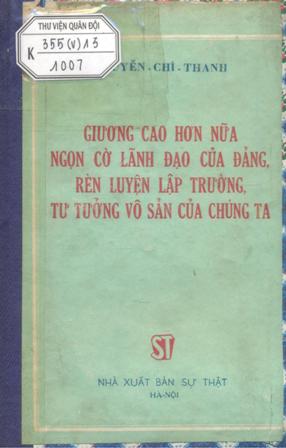 THƯ VIỆN QUÂN ĐỘI
K 355(V)13
1007
YỄN-CHÍ-THANH
GIƯƠNG CAO HƠN NỮA
NGỌN CỜ LÃNH ĐẠO CỦA ĐẢNG,
RÈN LUYỆN LẬP TRƯỜNG,
TƯ TƯỞNG VÔ SẢN CỦA CHÚNG TA
ST
NHÀ XUẤT BẢN SỰ THẬT
HÀ-NỘI